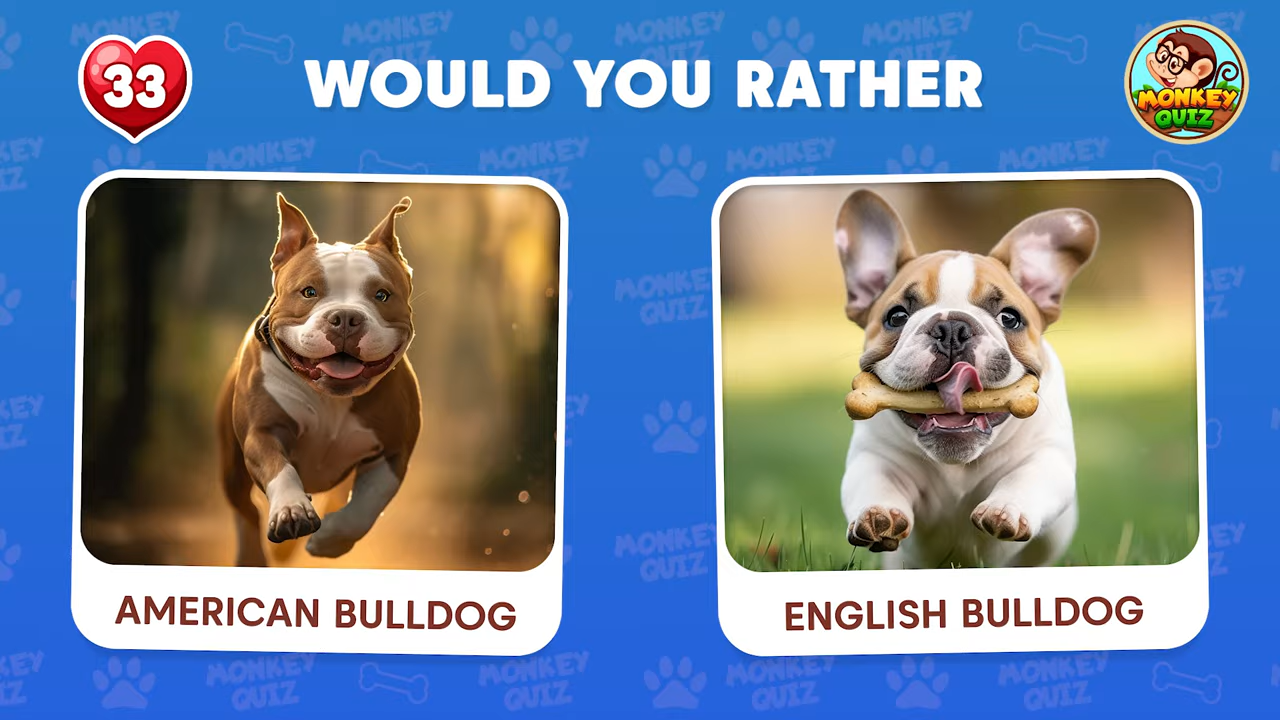 33
WOULD YOU RATHER
MONKEY
QUIZ
AMERICAN BULLDOG
ENGLISH BULLDOG